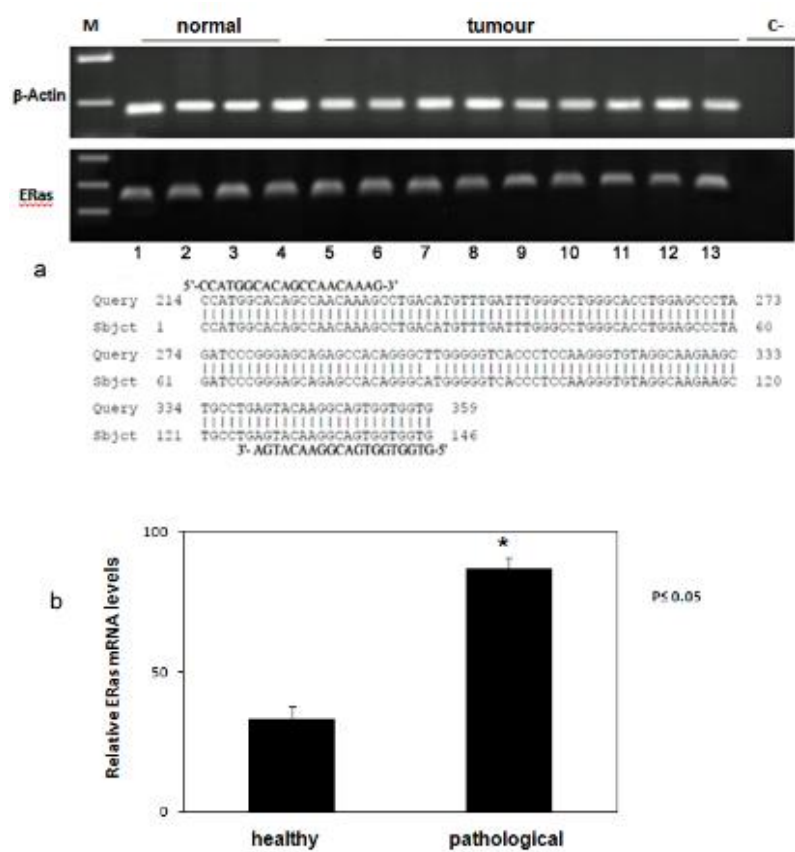 M normal tumour C-
β-Actin
ERas
1 2 3 4 5 6 7 8 9 10 11 12 13
a
5'-CCATGGCACAGCCAACAAAG-3'
Query 214 CCATGGCACAGCCAACAAAGCCTGACATGTTTGATTTGGGCCTGGGCACCTGGAGCCCTA 273
Sbjct 1 CCATGGCACAGCCAACAAAGCCTGACATGTTTGATTTGGGCCTGGGCACCTGGAGCCCTA 60
Query 274 GATCCCGGGAGCAGAGCCACAGGGCTTGGGGGTCACCCTCCAAGGGTGTAGGCAAGAAGC 333
Sbjct 61 GATCCCGGGAGCAGAGCCACAGGGCATGGGGGTCACCCTCCAAGGGTGTAGGCAAGAAGC 120
Query 334 TGCCTGAGTACAAGGCAGTGGTGGTG 359
Sbjct 121 TGCCTGAGTACAAGGCAGTGGTGGTG 146
3'- AGTACAAGGCAGTGGTGGTG-5'
b
Relative ERas mRNA levels
100
50
0
*
P≤ 0.05
healthy pathological